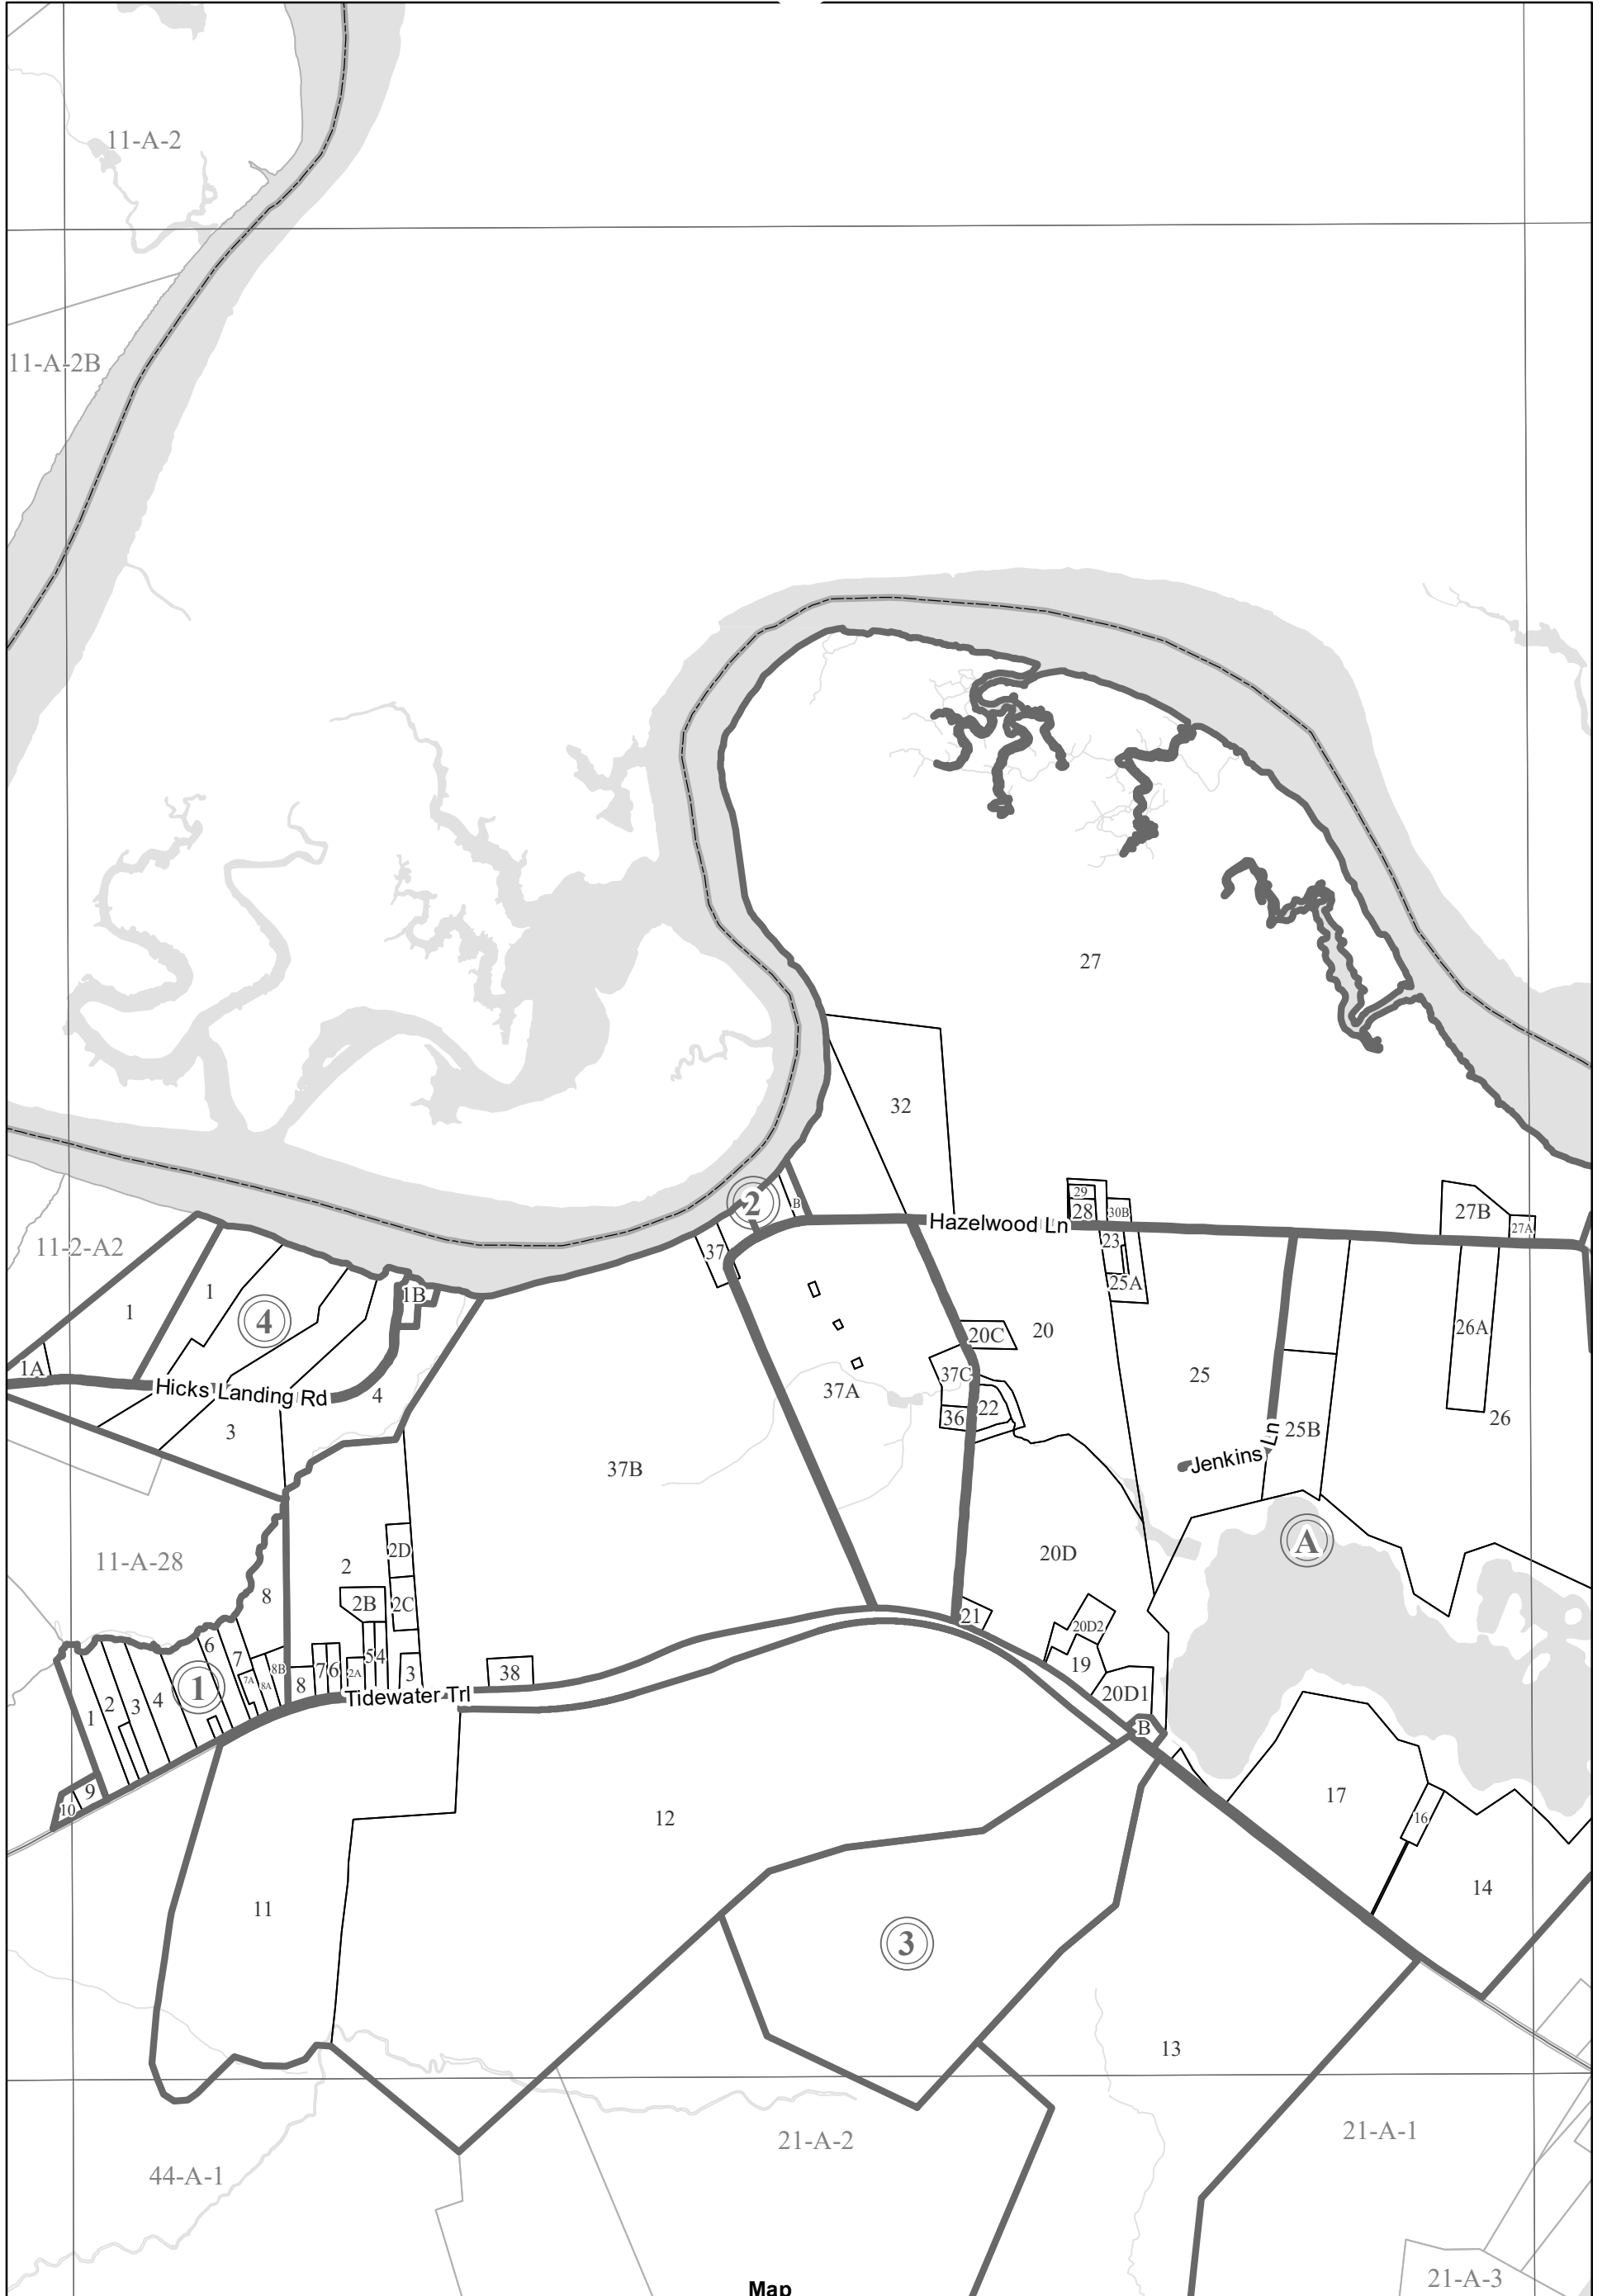 11-A-2
11-A-2B
27
32
29
28
30B
2
B
Hazelwood Ln
27B
27A
23
25A
37
11-2-A2
1
1
4
1B
1A
Hicks Landing Rd
4
3
20C
20
37C
37A
36
22
25
26A
26
25B
Jenkins Ln
37B
A
11-A-28
2D
20D
2
8
2B
2C
21
20D2
6
7
5
4
7
6
8B
7A
8A
8
2A
3
38
19
20D1
1
2
3
4
1
Tidewater Trl
B
9
10
12
17
16
11
14
3
13
21-A-2
21-A-1
44-A-1
21-A-3
Map